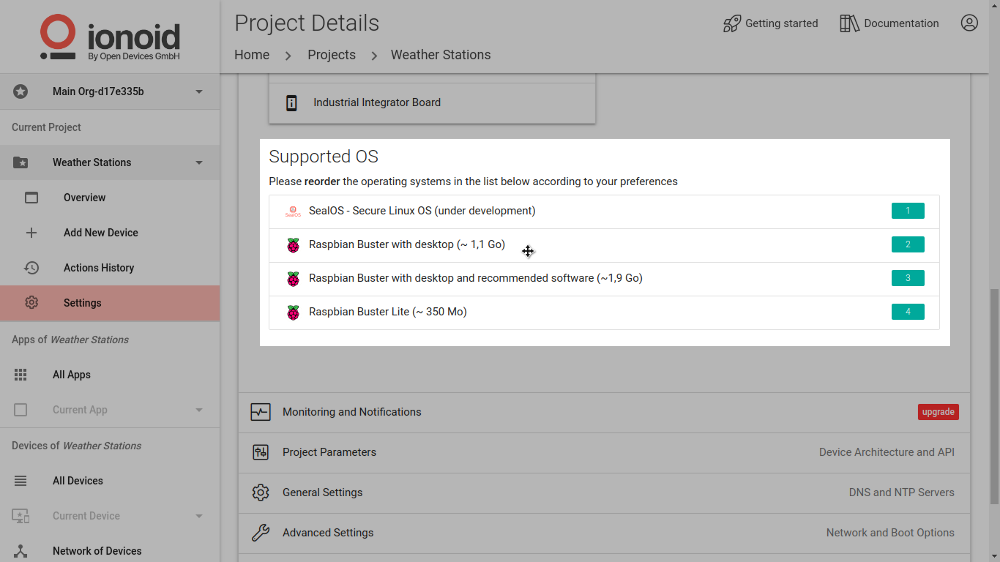 ionoid
By Open Devices GmbH
Main Org-d17e335b
Current Project
Weather Stations
Overview
Add New Device
Actions History
Settings
Apps of Weather Stations
All Apps
Current App
Devices of Weather Stations
All Devices
Current Device
Network of Devices
Project Details
Getting started
Documentation
Home
Projects
Weather Stations
Industrial Integrator Board
Supported OS
Please reorder the operating systems in the list below according to your preferences
SealOS
SealOS - Secure Linux OS (under development) 1
Raspbian Buster with desktop (~ 1,1 Go) 2
Raspbian Buster with desktop and recommended software (~1,9 Go) 3
Raspbian Buster Lite (~ 350 Mo) 4
Monitoring and Notifications upgrade
Project Parameters Device Architecture and API
General Settings DNS and NTP Servers
Advanced Settings Network and Boot Options